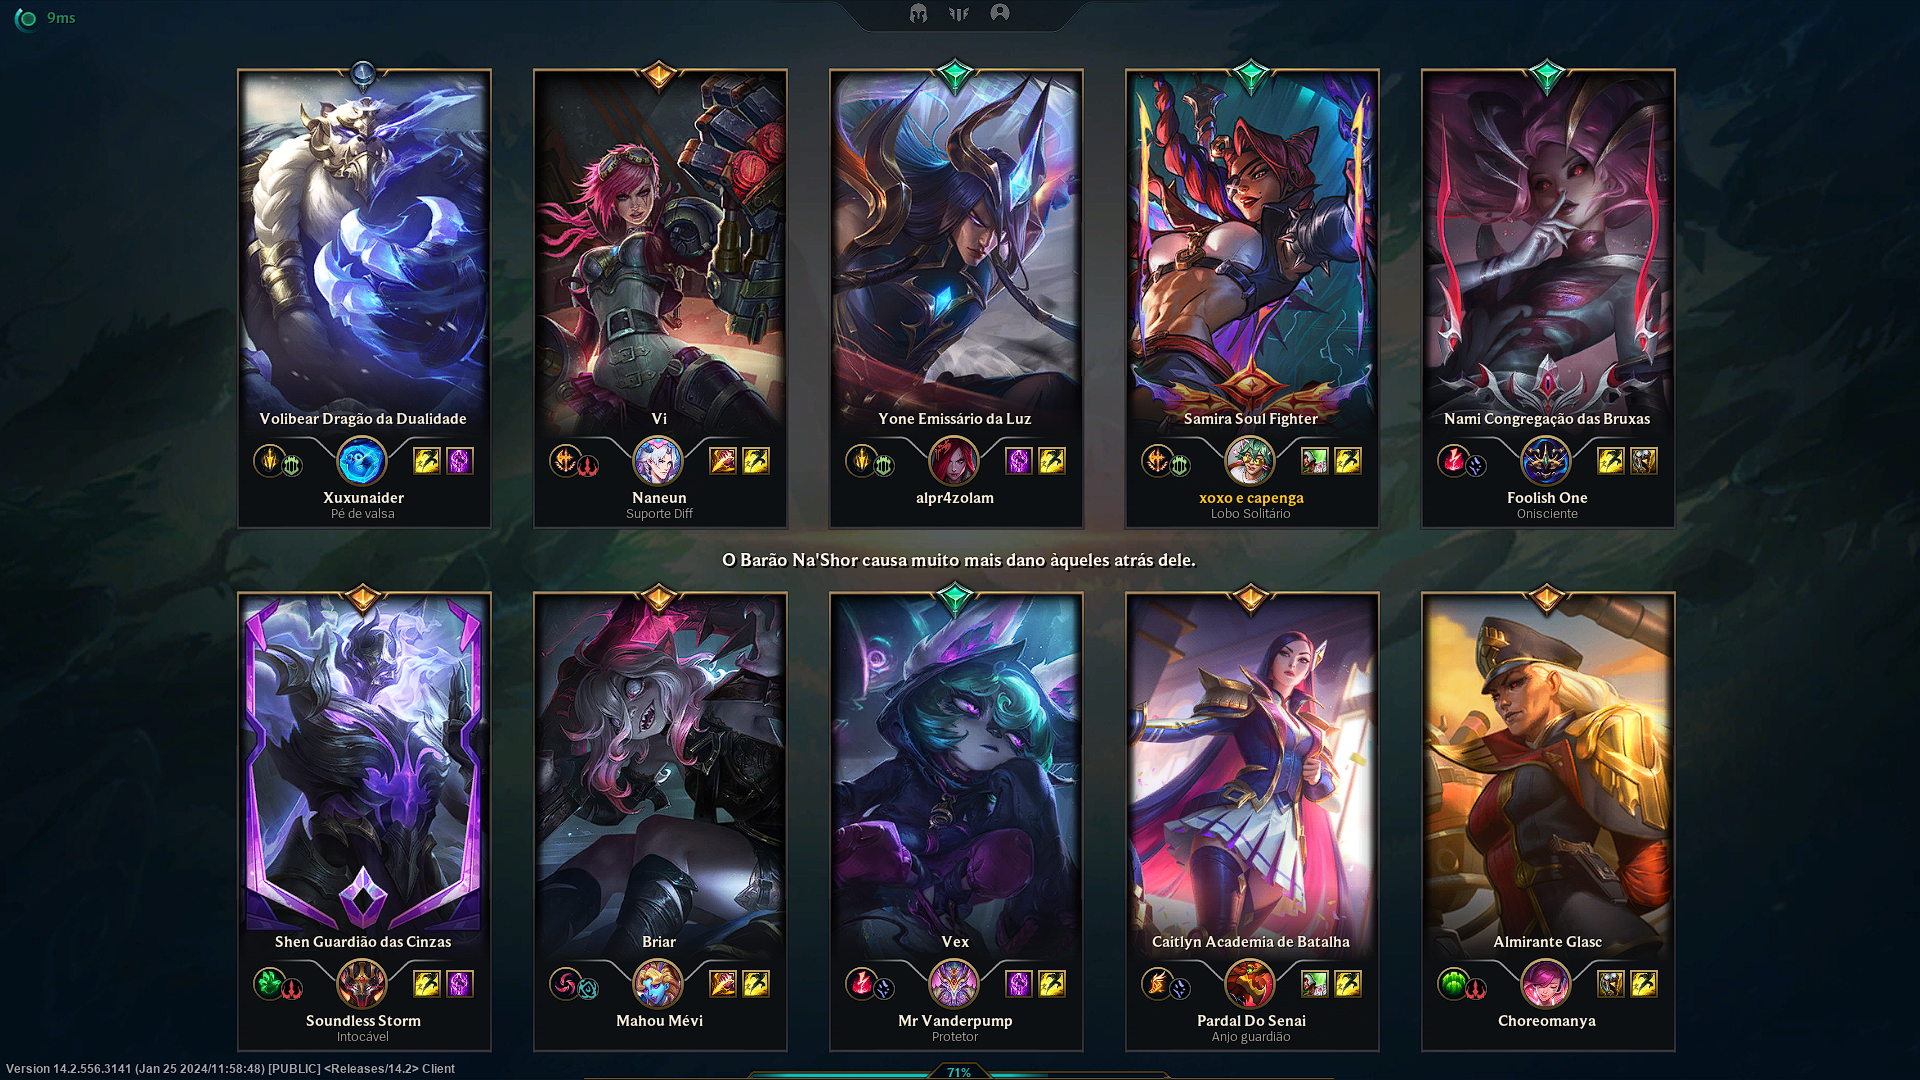 9ms
Volibear Dragão da Dualidade
Xuxunaider
Pé de valsa
Vi
Naneun
Suporte Diff
Yone Emissário da Luz
alpr4zolam
Samira Soul Fighter
xoxo e capenga
Lobo Solitário
Nami Congregação das Bruxas
Foolish One
Onisciente
O Barão Na'Shor causa muito mais dano àqueles atrás dele.
Shen Guardião das Cinzas
Soundless Storm
Intocável
Briar
Mahou Mévi
Vex
Mr Vanderpump
Protetor
Caitlyn Academia de Batalha
Pardal Do Senai
Anjo guardião
Almirante Glasc
Choreomanya
Version 14.2.556.3141 (Jan 25 2024/11:58:48) [PUBLIC] <Releases/14.2> Client
71%